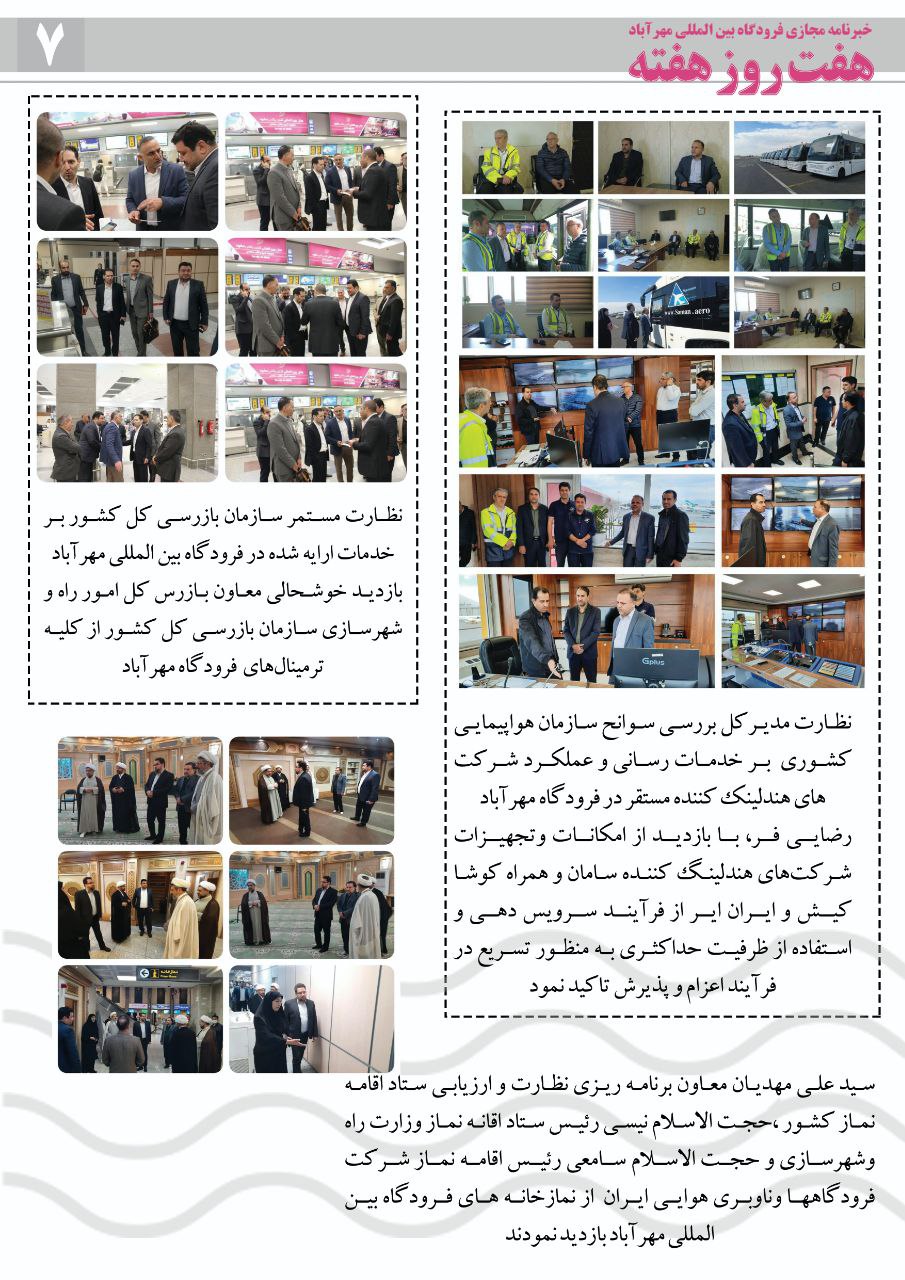 خبرنامه مجازی فرودگاه بین المللی مهرآباد
هفت روز هفته
۷
www.Saman.aero
Gplus
نظارت مدیرکل بررسی سوانح سازمان هواپیمایی
کشوری بر خدمات رسانی و عملکرد شرکت
های هندلینک کننده مستقر در فرودگاه مهرآباد
رضایی فر، با بازدید از امکانات وتجهیزات
شرکت‌های هندلینگ کننده سامان و همراه کوشا
کیش و ایران ایر از فرآیند سرویس دهی و
استفاده از ظرفیت حداکثری به منظور تسریع در
فرآیند اعزام و پذیرش تاکید نمود
نظارت مستمر سازمان بازرسی کل کشور بر
خدمات ارایه شده در فرودگاه بین المللی مهرآباد
بازدید خوشحالی معاون بازرس کل امور راه و
شهرسازی سازمان بازرسی کل کشور از کلیه
ترمینال‌های فرودگاه مهرآباد
نمازخانه
سید علی مهدیان معاون برنامه ریزی نظارت و ارزیابی ستاد اقامه
نماز کشور ،حجت الاسلام نیسی رئیس ستاد اقانه نماز وزارت راه
وشهرسازی و حجت الاسلام سامعی رئیس اقامه نماز شرکت
فرودگاهها وناوبری هوایی ایران از نمازخانه های فرودگاه بین
المللی مهرآباد بازدید نمودند